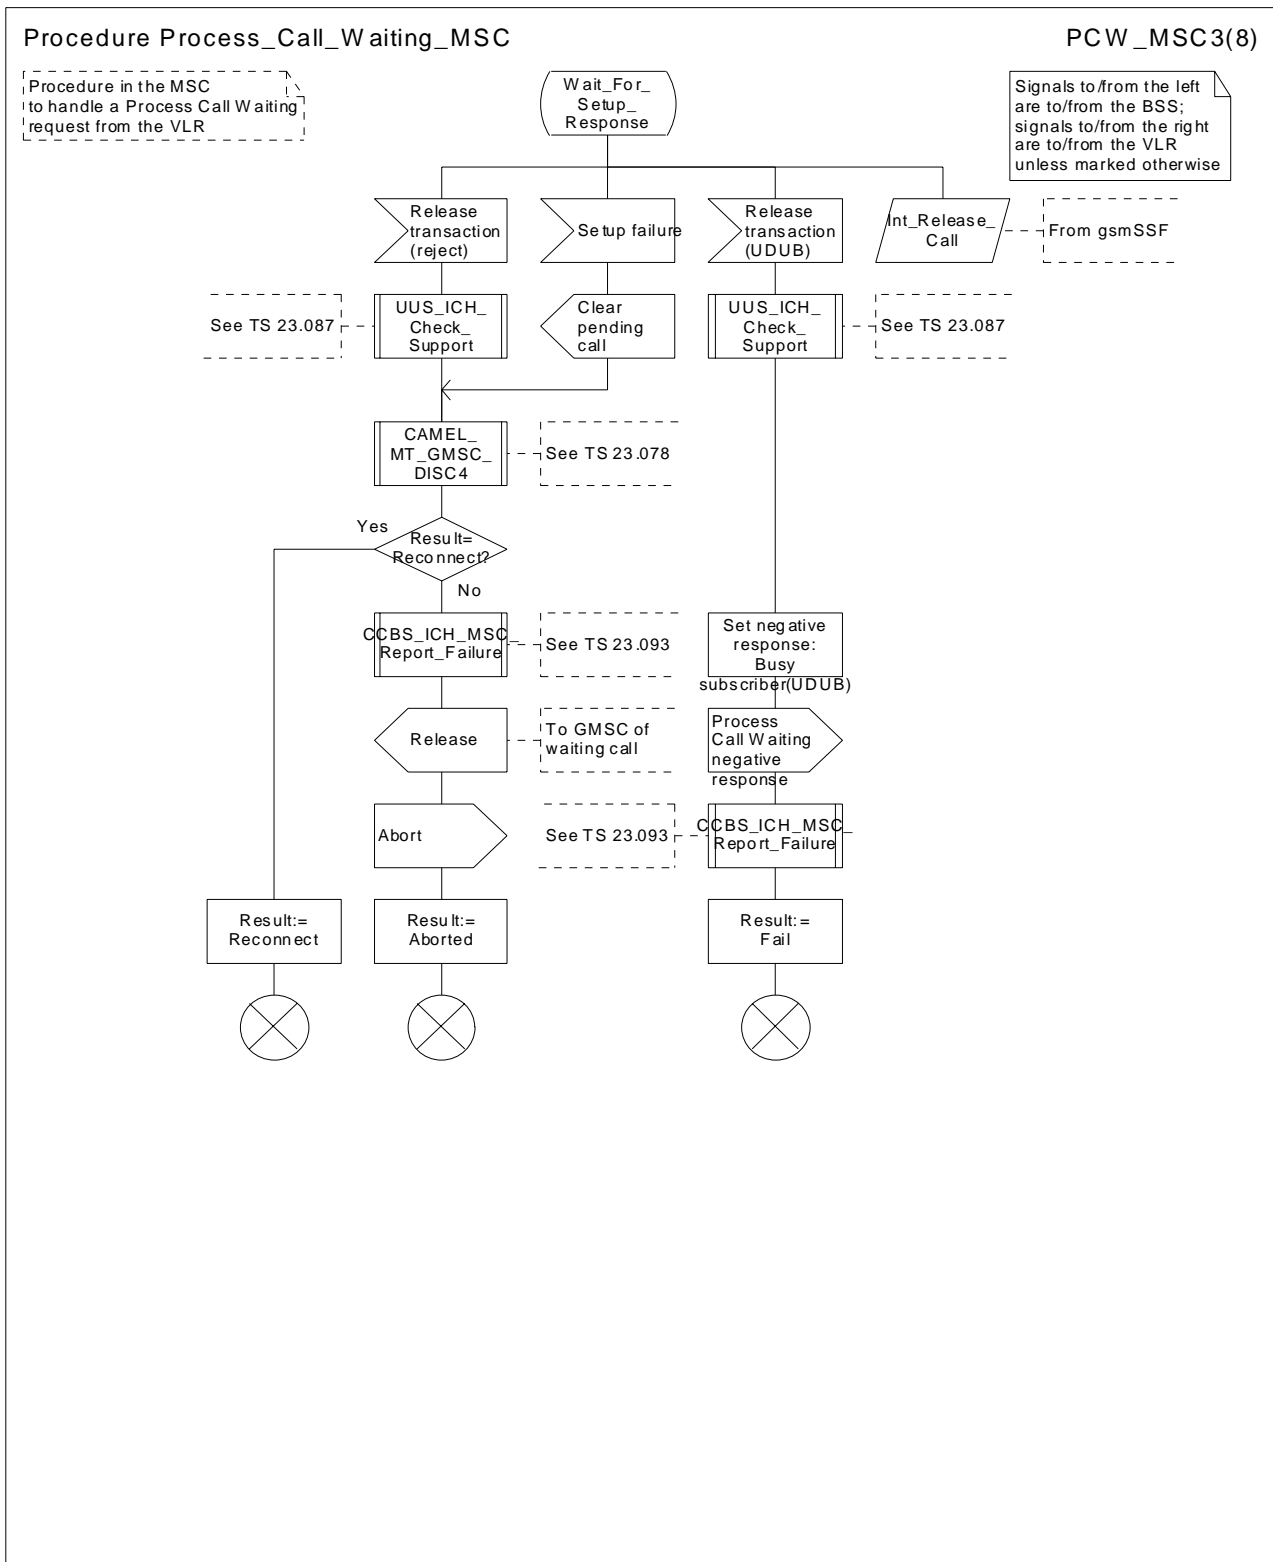 Procedure Process_Call_Waiting_MSC
PCW_MSC3(8)
Procedure in the MSC
to handle a Process Call Waiting
request from the VLR
Wait_For_
Setup_
Response
Signals to/from the left
are to/from the BSS;
signals to/from the right
are to/from the VLR
unless marked otherwise
Release
transaction
(reject)
Setup failure
Release
transaction
(UDUB)
Int_Release_
Call
From gsmSSF
See TS 23.087
UUS_ICH_
Check_
Support
Clear
pending
call
UUS_ICH_
Check_
Support
See TS 23.087
CAMEL_
MT_GMSC_
DISC4
See TS 23.078
Yes
Result=
Reconnect?
No
CCBS_ICH_MSC_
Report_Failure
See TS 23.093
Set negative
response:
Busy
subscriber(UDUB)
Release
To GMSC of
waiting call
Process
Call Waiting
negative
response
Abort
See TS 23.093
CCBS_ICH_MSC_
Report_Failure
Result:=
Reconnect
Result:=
Aborted
Result:=
Fail